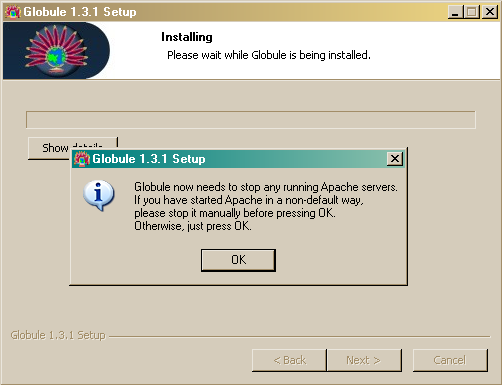 Globule 1.3.1 Setup
Installing
Please wait while Globule is being installed.
Show details
Globule 1.3.1 Setup
Globule now needs to stop any running Apache servers.
If you have started Apache in a non-default way,
please stop it manually before pressing OK.
Otherwise, just press OK.
OK
Globule 1.3.1 Setup
< Back
Next >
Cancel